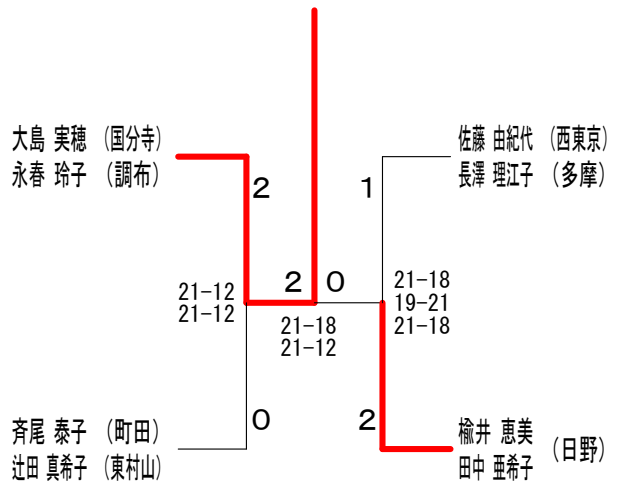 大島 実穂 (国分寺)
永春 玲子 (調布)
佐藤 由紀代 (西東京)
長澤 理江子 (多摩)
2
1
21-12
21-12
2 0
21-18
21-12
21-18
19-21
21-18
0
2
斉尾 泰子 (町田)
辻田 真希子 (東村山)
楡井 恵美
田中 亜希子
(日野)